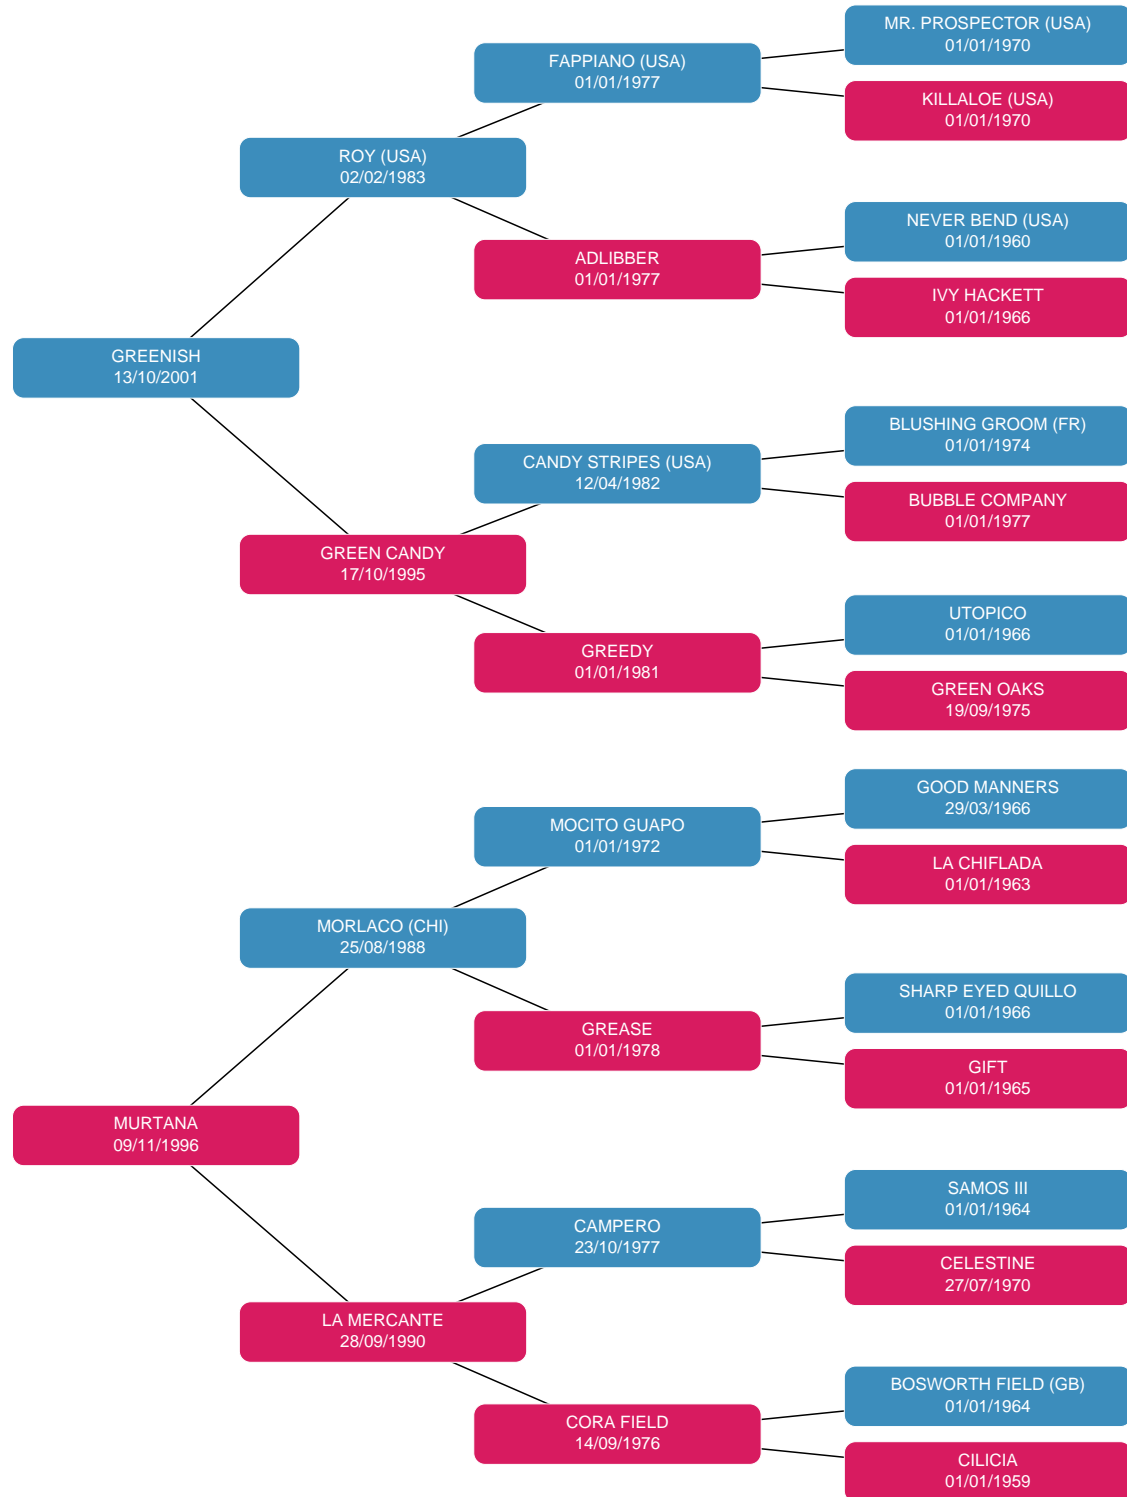 MR. PROSPECTOR (USA)
01/01/1970
FAPPIANO (USA)
01/01/1977
KILLALOE (USA)
01/01/1970
ROY (USA)
02/02/1983
NEVER BEND (USA)
01/01/1960
ADLIBBER
01/01/1977
IVY HACKETT
01/01/1966
GREENISH
13/10/2001
BLUSHING GROOM (FR)
01/01/1974
CANDY STRIPES (USA)
12/04/1982
BUBBLE COMPANY
01/01/1977
GREEN CANDY
17/10/1995
UTOPICO
01/01/1966
GREEDY
01/01/1981
GREEN OAKS
19/09/1975
GOOD MANNERS
29/03/1966
MOCITO GUAPO
01/01/1972
LA CHIFLADA
01/01/1963
MORLACO (CHI)
25/08/1988
SHARP EYED QUILLO
01/01/1966
GREASE
01/01/1978
GIFT
01/01/1965
MURTANA
09/11/1996
SAMOS III
01/01/1964
CAMPERO
23/10/1977
CELESTINE
27/07/1970
LA MERCANTE
28/09/1990
BOSWORTH FIELD (GB)
01/01/1964
CORA FIELD
14/09/1976
CILICIA
01/01/1959